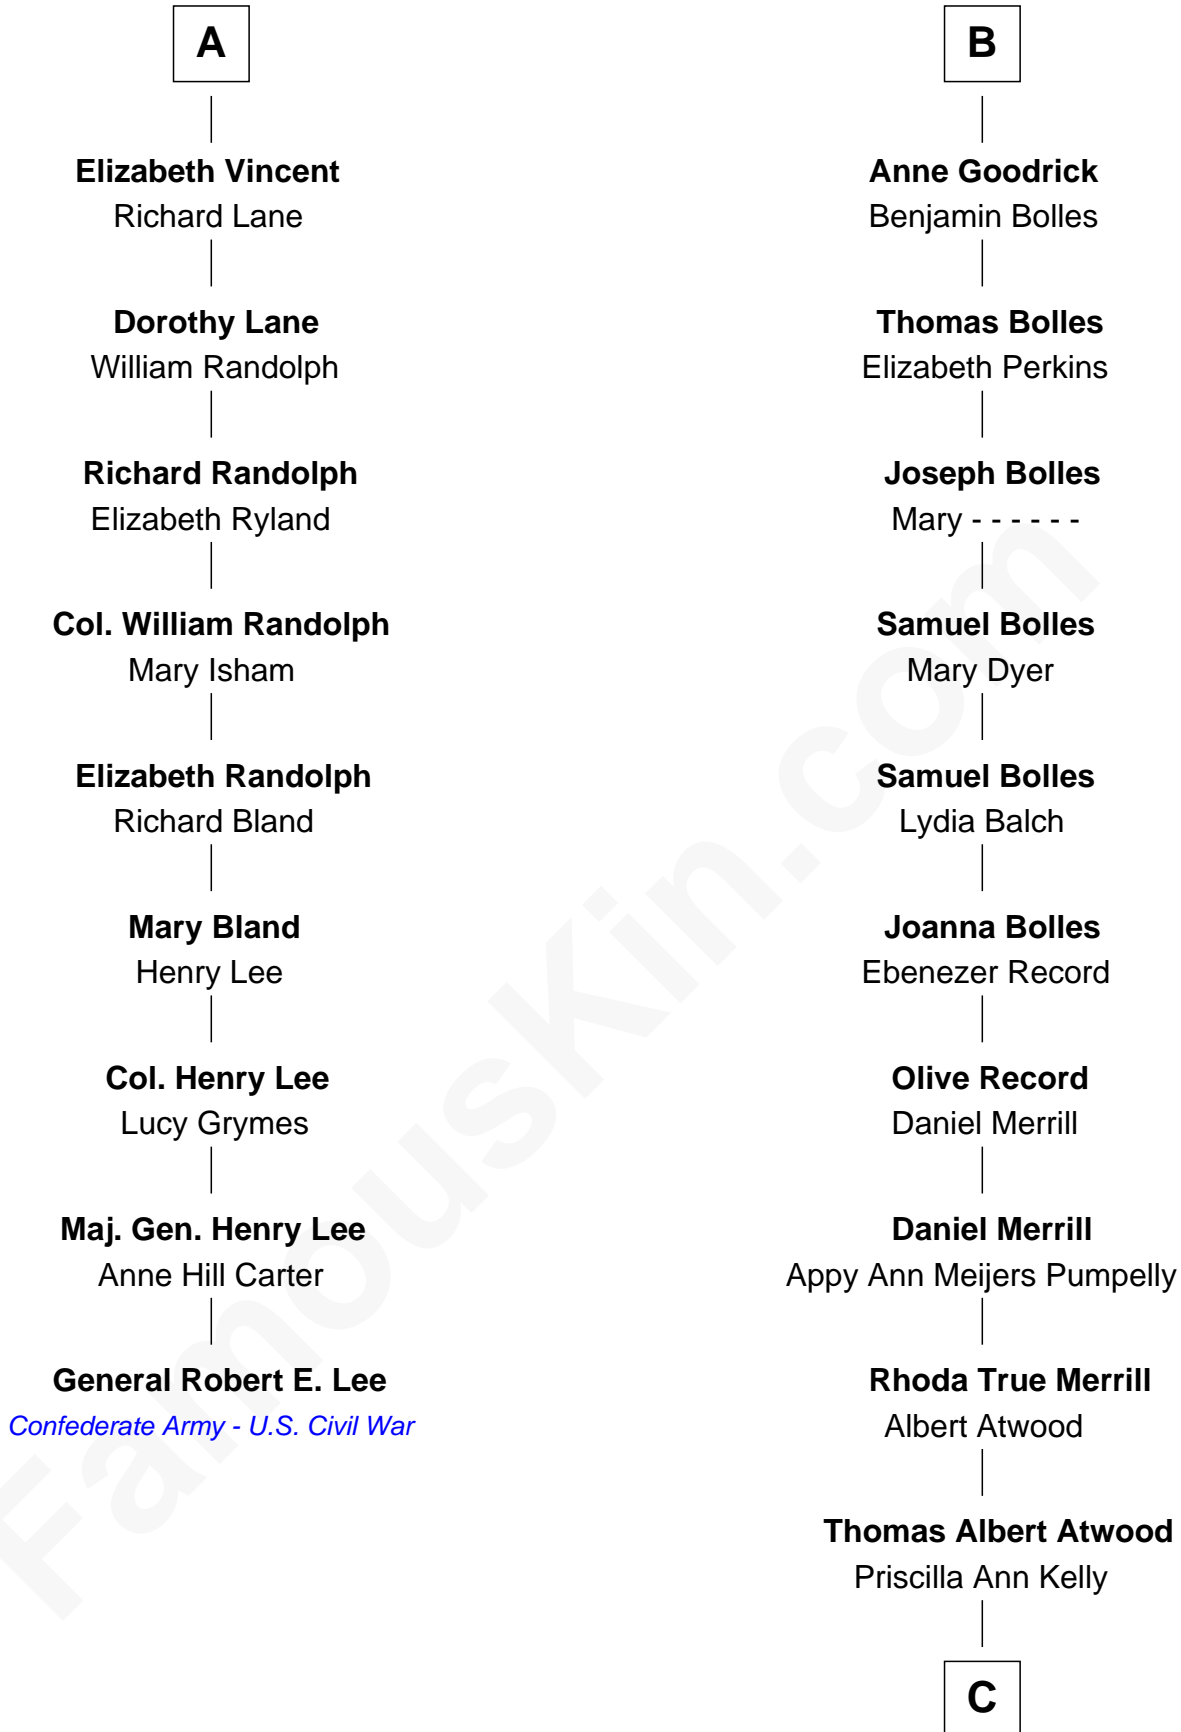 A
Elizabeth Vincent
Richard Lane
Dorothy Lane
William Randolph
Richard Randolph
Elizabeth Ryland
Col. William Randolph
Mary Isham
Elizabeth Randolph
Richard Bland
Mary Bland
Henry Lee
Col. Henry Lee
Lucy Grymes
Maj. Gen. Henry Lee
Anne Hill Carter
General Robert E. Lee
Confederate Army - U.S. Civil War
B
Anne Goodrick
Benjamin Bolles
Thomas Bolles
Elizabeth Perkins
Joseph Bolles
Mary - - - - - -
Samuel Bolles
Mary Dyer
Samuel Bolles
Lydia Balch
Joanna Bolles
Ebenezer Record
Olive Record
Daniel Merrill
Daniel Merrill
Appy Ann Meijers Pumpelly
Rhoda True Merrill
Albert Atwood
Thomas Albert Atwood
Priscilla Ann Kelly
C
FamousKin.com